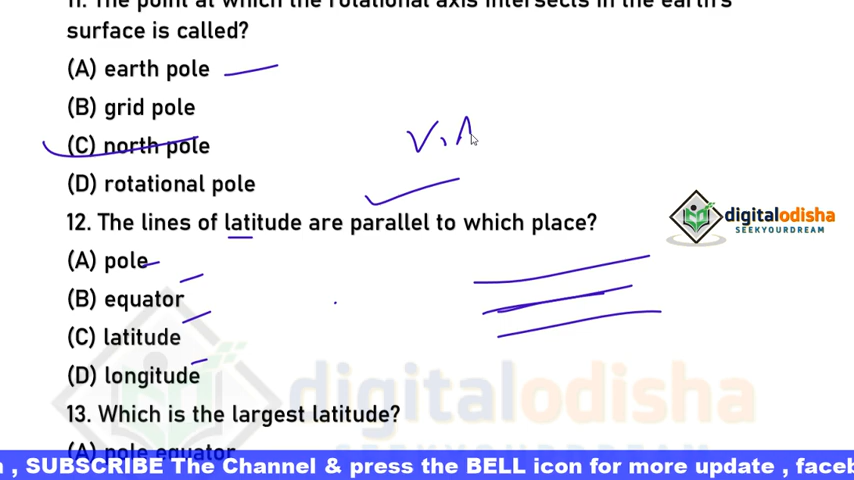 11. The point at which the rotational axis intersects in the earth's
surface is called?
(A) earth pole
(B) grid pole
(C) north pole
(D) rotational pole
V, A
12. The lines of latitude are parallel to which place?
(A) pole
(B) equator
(C) latitude
(D) longitude
13. Which is the largest latitude?
(A) pole equator
digitalodisha
SEEKYOURDREAM
digitalodisha
, SUBSCRIBE The Channel & press the BELL icon for more update , faceb